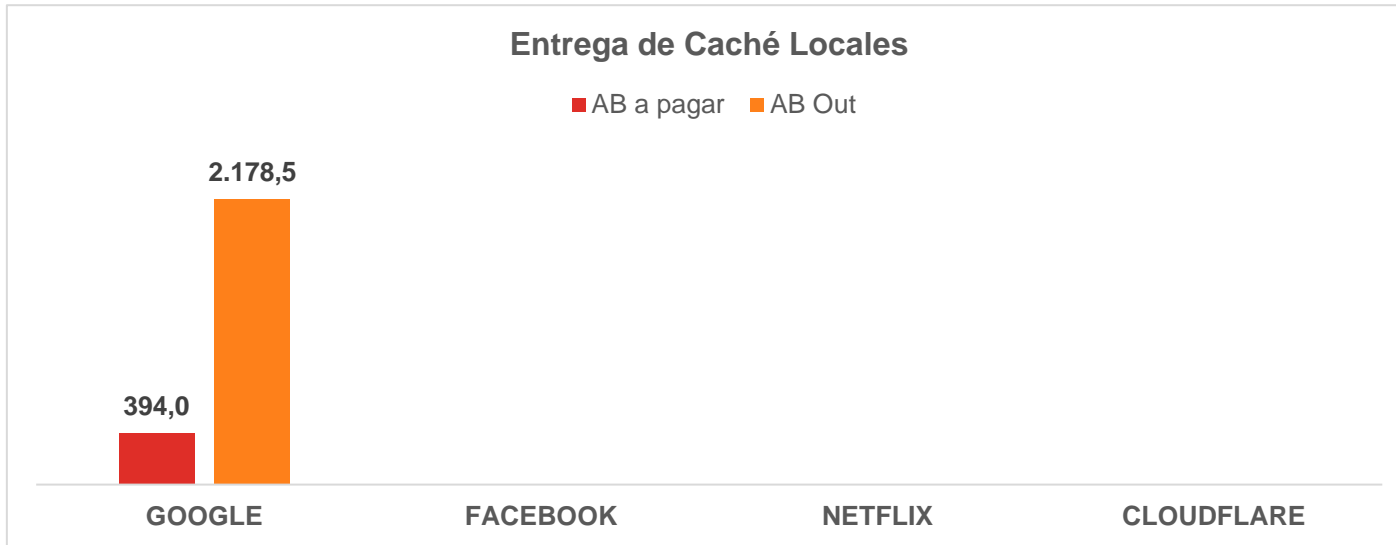 Entrega de Caché Locales
AB a pagar AB Out
2.178,5
394,0
GOOGLE FACEBOOK NETFLIX CLOUDFLARE